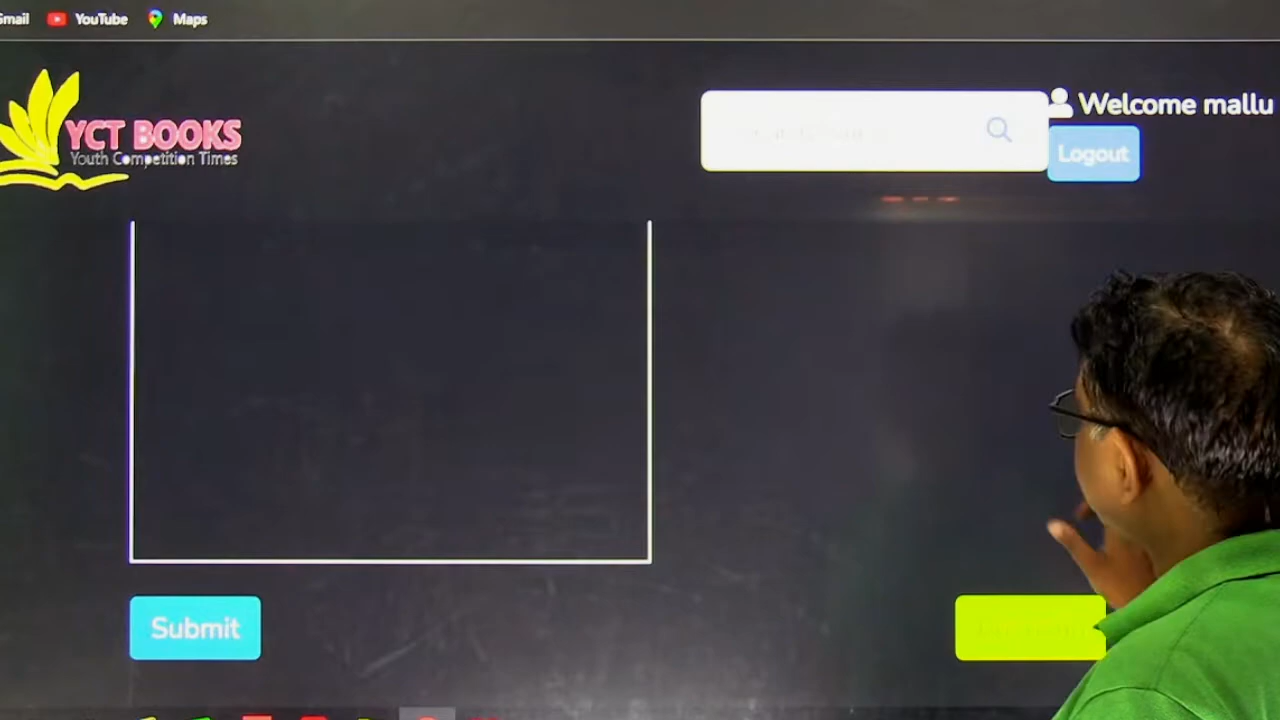 Gmail
YouTube
Maps
YCT BOOKS
Youth Competition Times
Welcome mallu
Logout
Submit